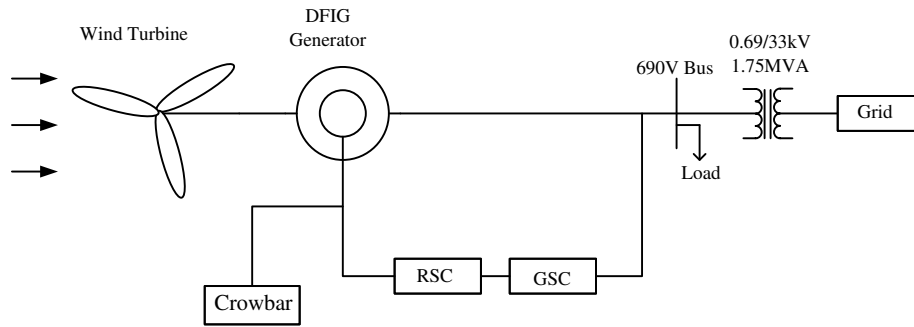 DFIG
Generator
Wind Turbine
0.69/33kV
1.75MVA
690V Bus
Grid
Load
RSC
GSC
Crowbar